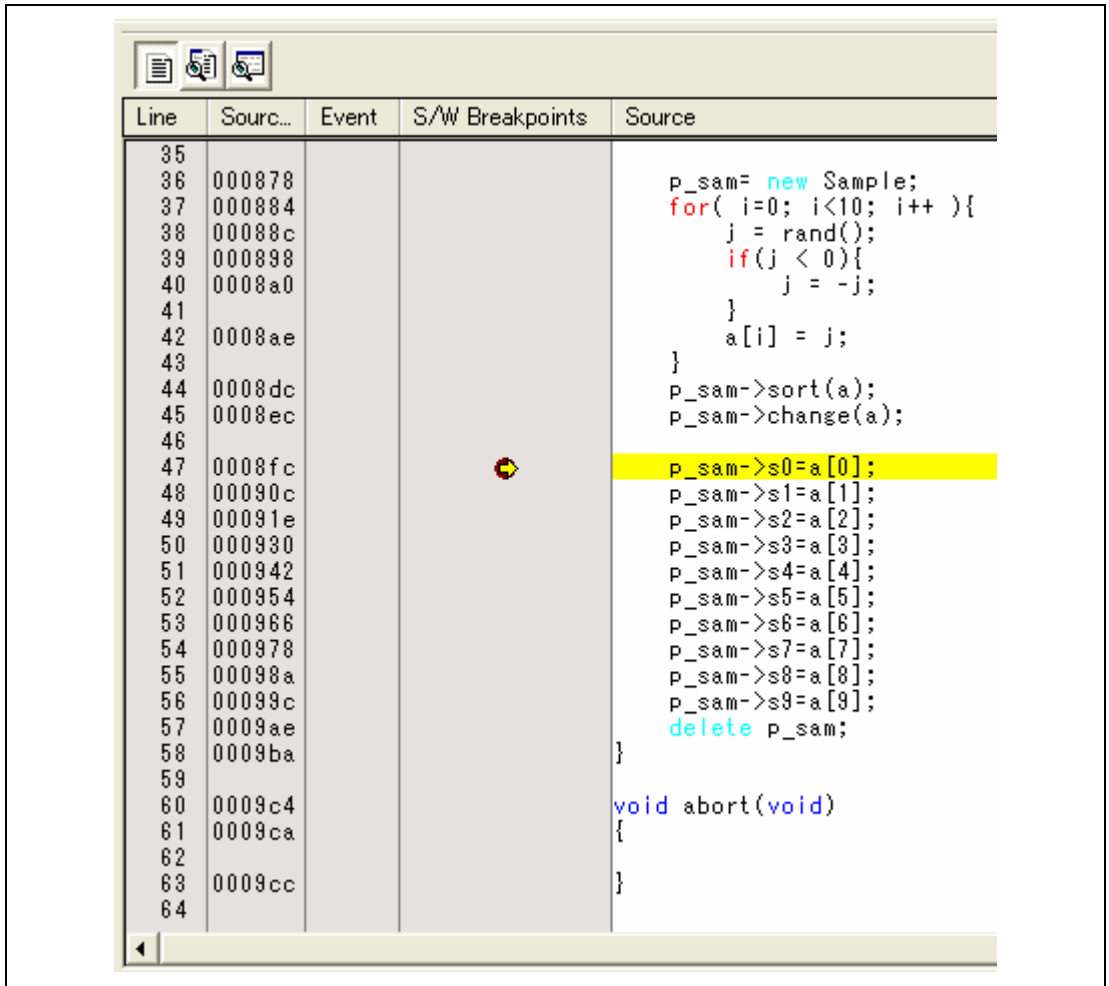 Line Sourc... Event S/W Breakpoints Source
35
36 000878 p_sam= new Sample;
37 000884 for( i=0; i<10; i++ ){
38 00088c j = rand();
39 000898 if(j < 0){
40 0008a0 j = -j;
41 }
42 0008ae a[i] = j;
43 }
44 0008dc p_sam->sort(a);
45 0008ec p_sam->change(a);
46
47 0008fc p_sam->s0=a[0];
48 00090c p_sam->s1=a[1];
49 00091e p_sam->s2=a[2];
50 000930 p_sam->s3=a[3];
51 000942 p_sam->s4=a[4];
52 000954 p_sam->s5=a[5];
53 000966 p_sam->s6=a[6];
54 000978 p_sam->s7=a[7];
55 00098a p_sam->s8=a[8];
56 00099c p_sam->s9=a[9];
57 0009ae delete p_sam;
58 0009ba }
59
60 0009c4 void abort(void)
61 0009ca {
62
63 0009cc }
64